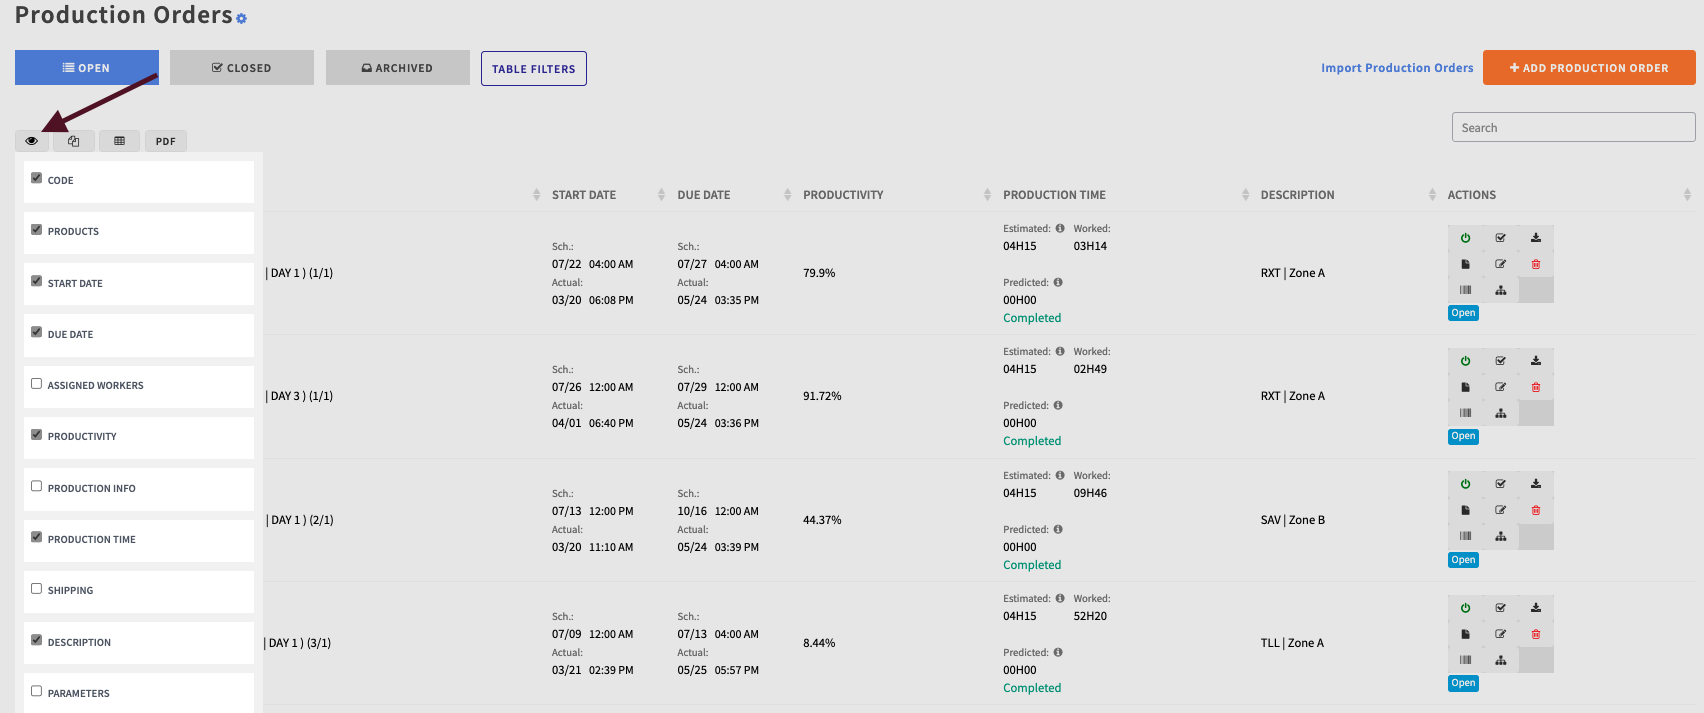 Production Orders
OPEN CLOSED ARCHIVED TABLE FILTERS Import Production Orders + ADD PRODUCTION ORDER
Search
PDF
CODE
PRODUCTS
START DATE
DUE DATE
ASSIGNED WORKERS
PRODUCTIVITY
PRODUCTION INFO
PRODUCTION TIME
SHIPPING
DESCRIPTION
PARAMETERS
START DATE DUE DATE PRODUCTIVITY PRODUCTION TIME DESCRIPTION ACTIONS
Estimated: Worked:
Sch.: Sch.: 04H15 03H14
07/22 04:00 AM 07/27 04:00 AM
| DAY 1 ) (1/1) 79.9% RXT | Zone A
Actual: Actual: Predicted:
03/20 06:08 PM 05/24 03:35 PM 00H00
Completed Open
Estimated: Worked:
Sch.: Sch.: 04H15 02H49
07/26 12:00 AM 07/29 12:00 AM
| DAY 3 ) (1/1) 91.72% RXT | Zone A
Actual: Actual: Predicted:
04/01 06:40 PM 05/24 03:36 PM 00H00
Completed Open
Estimated: Worked:
Sch.: Sch.: 04H15 09H46
07/13 12:00 PM 10/16 12:00 AM
| DAY 1 ) (2/1) 44.37% SAV | Zone B
Actual: Actual: Predicted:
03/20 11:10 AM 05/24 03:39 PM 00H00
Completed Open
Estimated: Worked:
Sch.: Sch.: 04H15 52H20
07/09 12:00 AM 07/13 04:00 AM
| DAY 1 ) (3/1) 8.44% TLL | Zone A
Actual: Actual: Predicted:
03/21 02:39 PM 05/25 05:57 PM 00H00
Completed Open